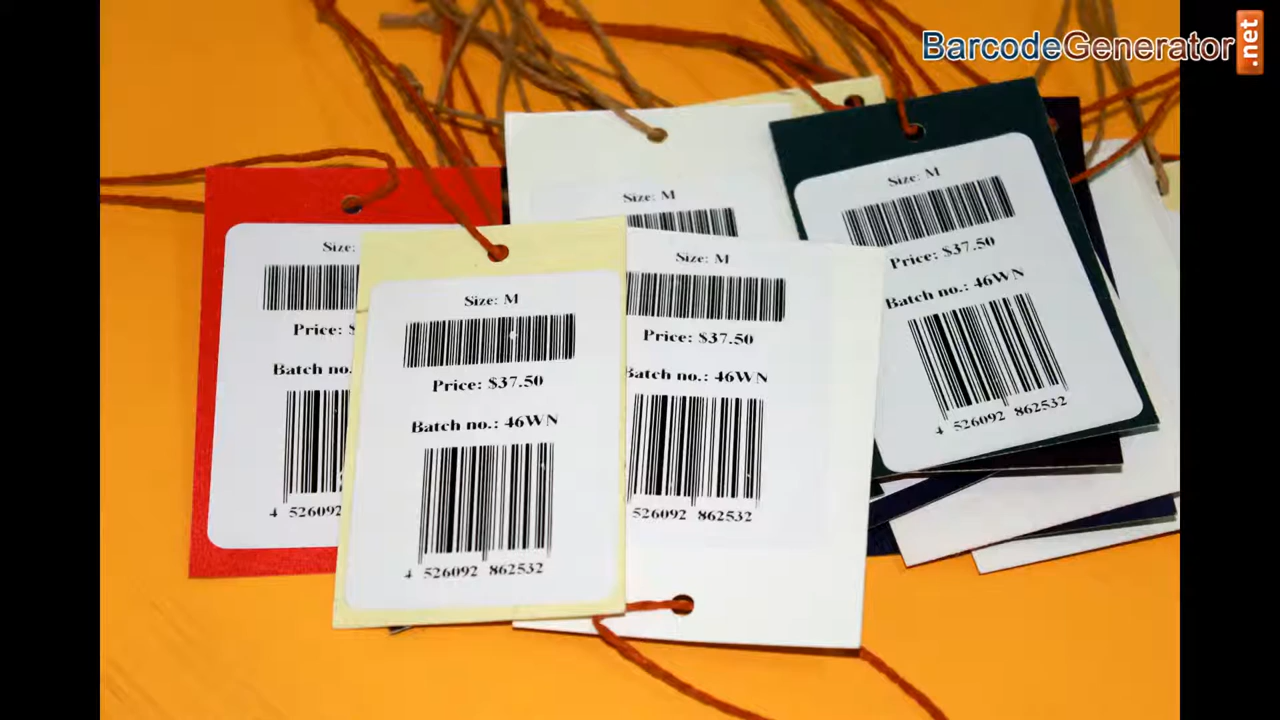 BarcodeGenerator.net
Size: M
Size: M
Size:
Price: $
Batch no.
4 526092
Size: M
Price: $37.50
Batch no.: 46WN
4 526092 862532
Size: M
Price: $37.50
Batch no.: 46WN
526092 862532
Price: $37.50
Batch no.: 46WN
4 526092 862532